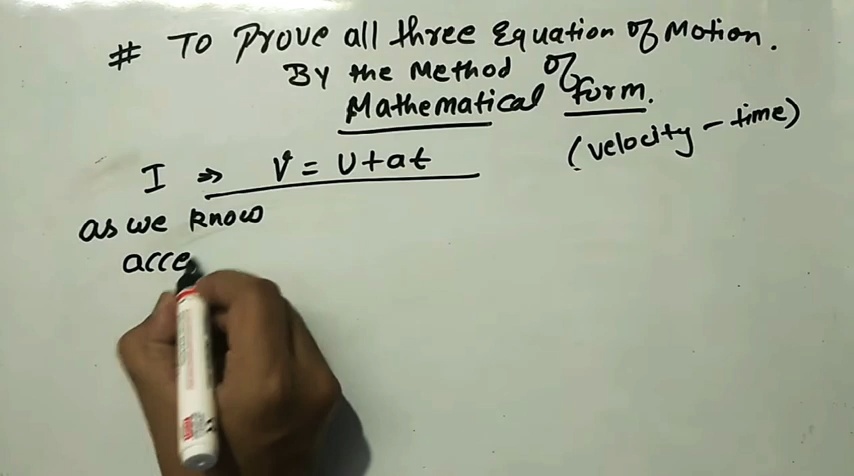 # To Prove all three Equation of Motion.
By the Method of
Mathematical form.
(velocity - time)
I ⇒ V = U + at
as we know
acce